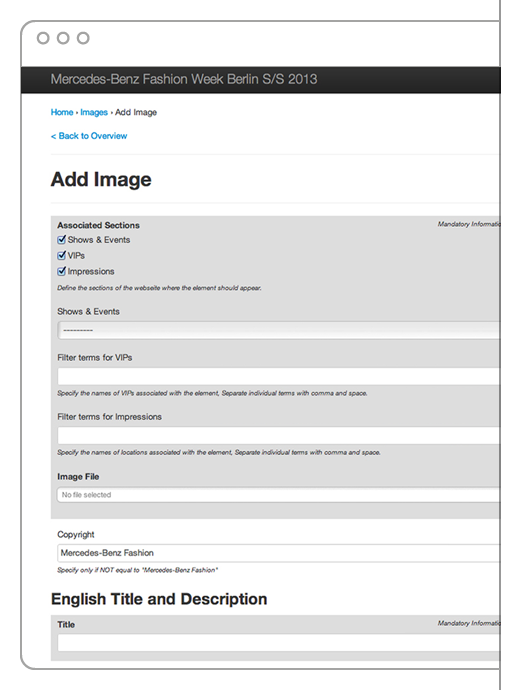 Mercedes-Benz Fashion Week Berlin S/S 2013
Home › Images › Add Image
< Back to Overview
Add Image
Associated Sections
Mandatory Informatio
Shows & Events
VIPs
Impressions
Define the sections of the webseite where the element should appear.
Shows & Events
---------
Filter terms for VIPs
Specify the names of VIPs associated with the element, Separate individual terms with comma and space.
Filter terms for Impressions
Specify the names of locations associated with the element, Separate individual terms with comma and space.
Image File
No file selected
Copyright
Mercedes-Benz Fashion
Specify only if NOT equal to "Mercedes-Benz Fashion"
English Title and Description
Title
Mandatory Informatio